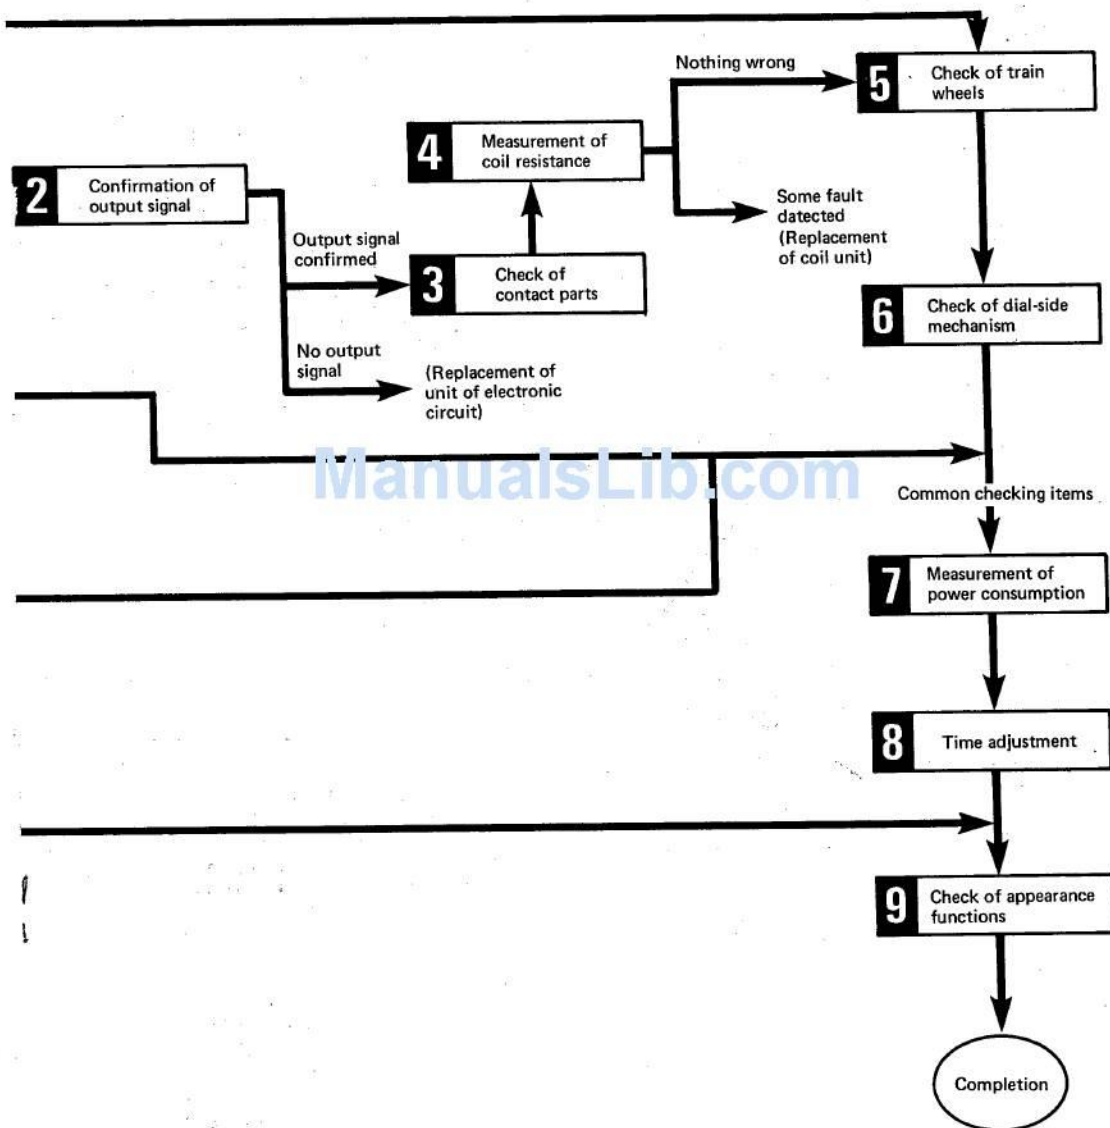 Nothing wrong
5
Check of train
wheels
4
Measurement of
coil resistance
2
Confirmation of
output signal
Some fault
datected
(Replacement
of coil unit)
Output signal
confirmed
3
Check of
contact parts
6
Check of dial-side
mechanism
No output
signal
(Replacement of
unit of electronic
circuit)
ManualsLib.com
Common checking items
7
Measurement of
power consumption
8
Time adjustment
9
Check of appearance
functions
Completion